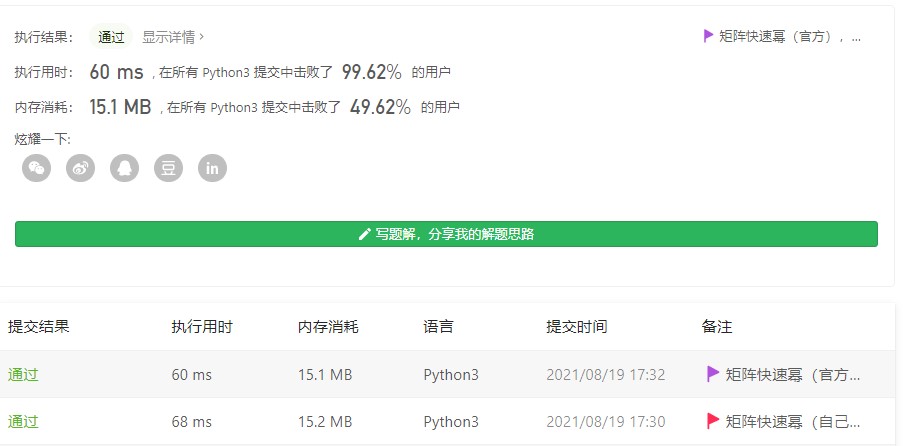 执行结果： 通过 显示详情 › 矩阵快速幂（官方），...
执行用时： 60 ms , 在所有 Python3 提交中击败了 99.62% 的用户
内存消耗： 15.1 MB , 在所有 Python3 提交中击败了 49.62% 的用户
炫耀一下:
豆 in
写题解，分享我的解题思路
提交结果 执行用时 内存消耗 语言 提交时间 备注
通过 60 ms 15.1 MB Python3 2021/08/19 17:32 矩阵快速幂（官方...
通过 68 ms 15.2 MB Python3 2021/08/19 17:30 矩阵快速幂（自己...